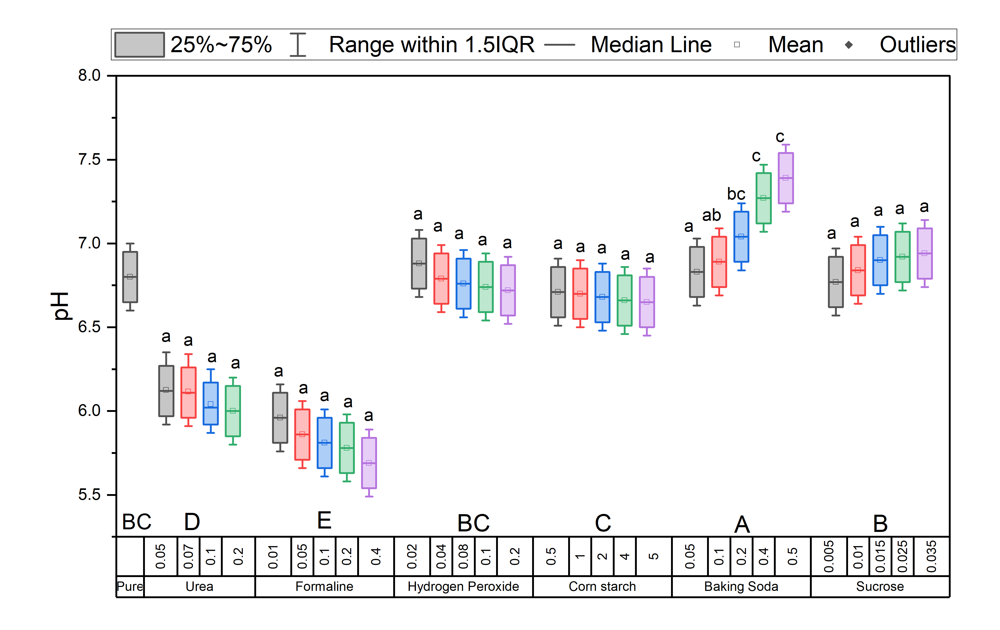 25%~75% Range within 1.5IQR Median Line Mean Outliers
8.0
7.5
7.0
6.5
6.0
5.5
pH
a a a a
a a a a a
a a a a a
a a a a a
a ab bc c c
a a a a a
BC D E BC C A B
0.05 0.07 0.1 0.2 0.01 0.05 0.1 0.2 0.4 0.02 0.04 0.08 0.1 0.2 0.5 1 2 4 5 0.05 0.1 0.2 0.4 0.5 0.005 0.01 0.015 0.025 0.035
Pure Urea Formaline Hydrogen Peroxide Corn starch Baking Soda Sucrose